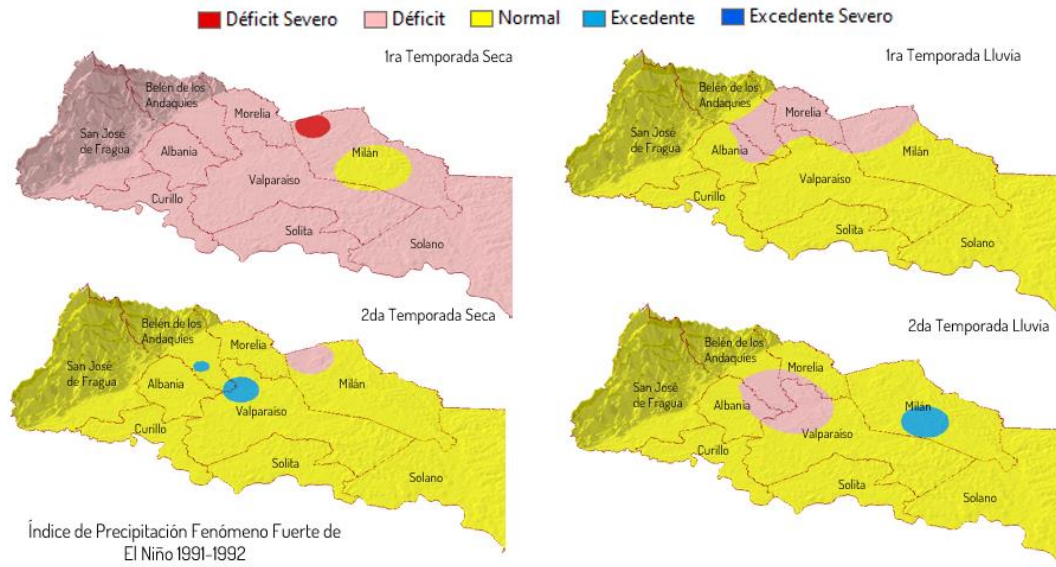 Déficit Severo Déficit Normal Excedente Excedente Severo
1ra Temporada Seca
Belén de los
Andaquíes
Morelia
San José
de Fragua
Albania
Milán
Valparaíso
Curillo
Solita
Solano
1ra Temporada Lluvia
Belén de los
Andaquíes
Morelia
San José
de Fragua
Albania
Milán
Valparaíso
Curillo
Solita
Solano
2da Temporada Seca
Belén de los
Andaquíes
Morelia
San José
de Fragua
Albania
Milán
Valparaíso
Curillo
Solita
Solano
Índice de Precipitación Fenómeno Fuerte de
El Niño 1991-1992
2da Temporada Lluvia
Belén de los
Andaquíes
Morelia
San José
de Fragua
Albania
Milán
Valparaíso
Curillo
Solita
Solano